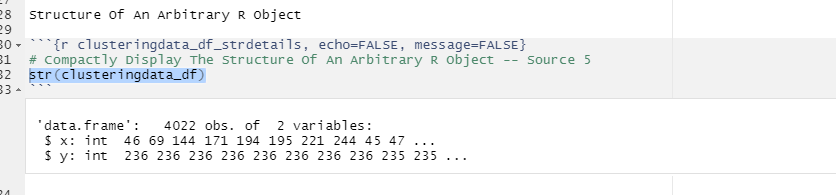 28 Structure Of An Arbitrary R Object
29
30 ```{r clusteringdata_df_strdetails, echo=FALSE, message=FALSE}
31 # Compactly Display The Structure Of An Arbitrary R Object -- Source 5
32 str(clusteringdata_df)
33 ```
'data.frame': 4022 obs. of 2 variables:
$ x: int 46 69 144 171 194 195 221 244 45 47 ...
$ y: int 236 236 236 236 236 236 236 236 235 235 ...